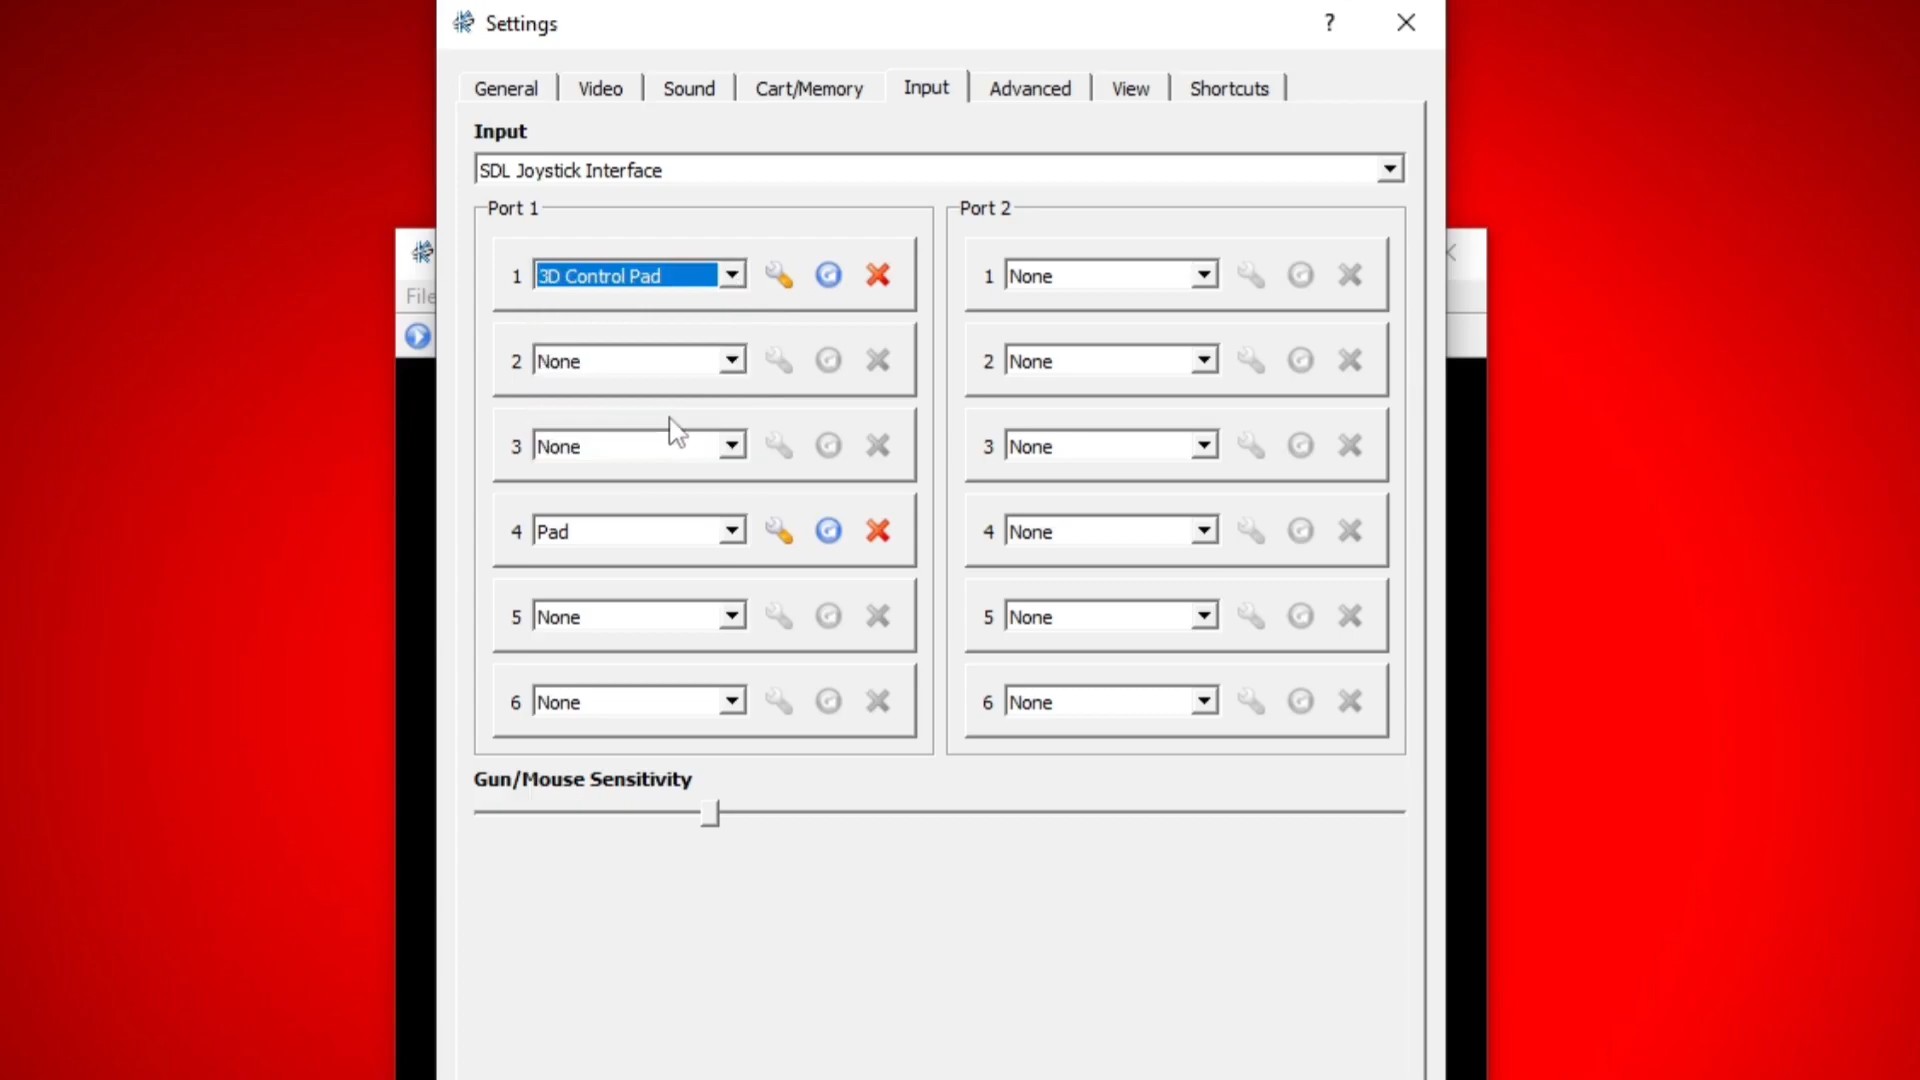 Settings
?
General Video Sound Cart/Memory Input Advanced View Shortcuts
Input
SDL Joystick Interface
Port 1
1 3D Control Pad
2 None
3 None
4 Pad
5 None
6 None
Port 2
1 None
2 None
3 None
4 None
5 None
6 None
Gun/Mouse Sensitivity
File